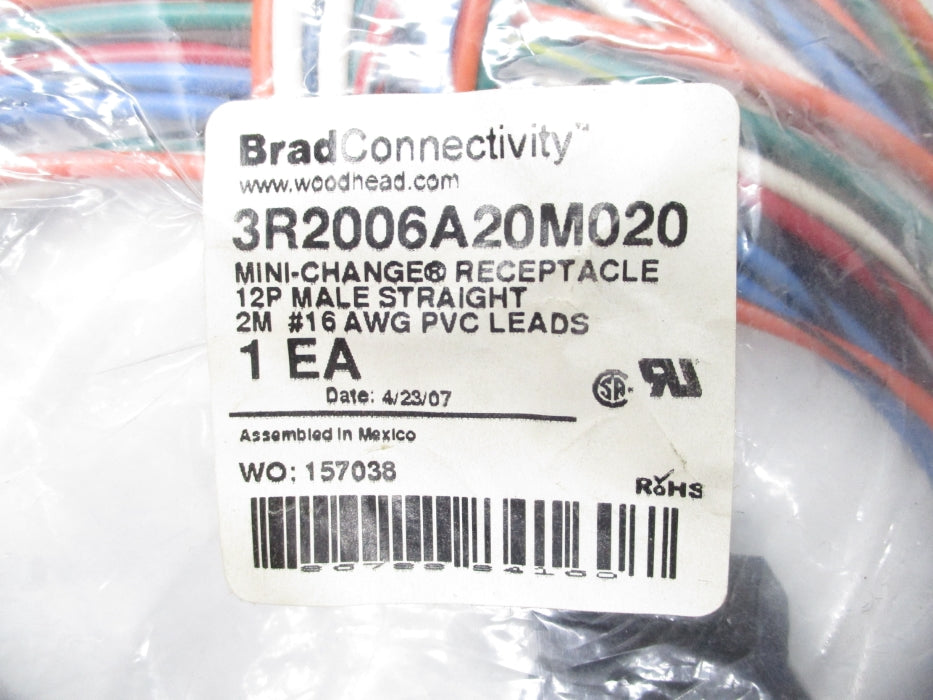 BradConnectivity™
www.woodhead.com
3R2006A20M020
MINI-CHANGE® RECEPTACLE
12P MALE STRAIGHT
2M #16 AWG PVC LEADS
1 EA
Date: 4/23/07
Assembled in Mexico
WO: 157038
RoHS